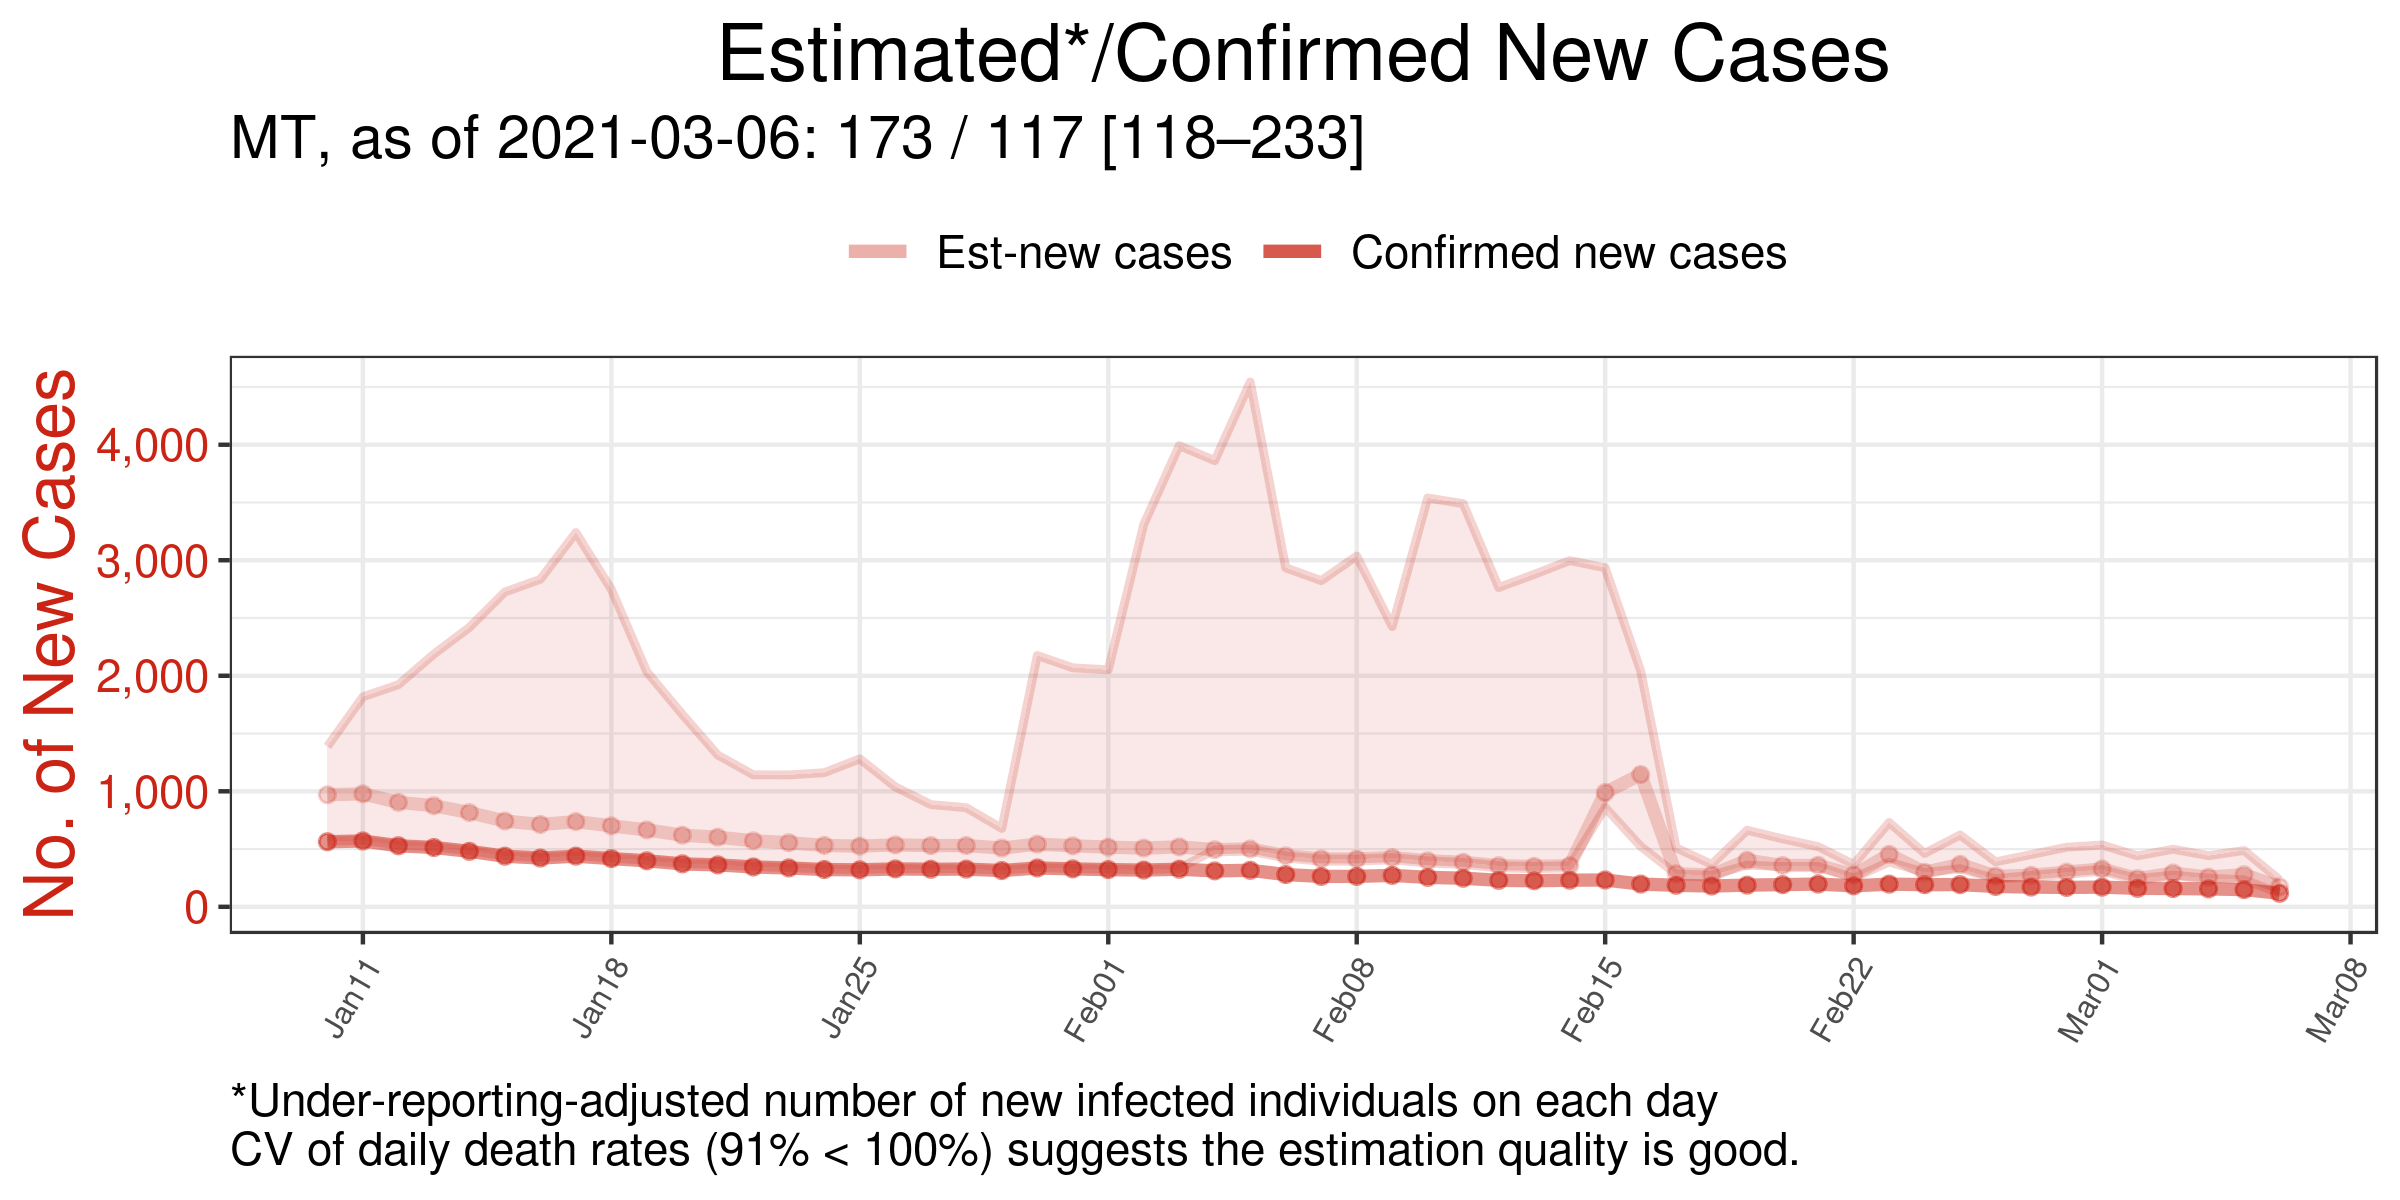 Estimated*/Confirmed New Cases
MT, as of 2021-03-06: 173 / 117 [118–233]
Est-new cases
Confirmed new cases
No. of New Cases
4,000
3,000
2,000
1,000
0
Jan11
Jan18
Jan25
Feb01
Feb08
Feb15
Feb22
Mar01
Mar08
*Under-reporting-adjusted number of new infected individuals on each day
CV of daily death rates (91% < 100%) suggests the estimation quality is good.